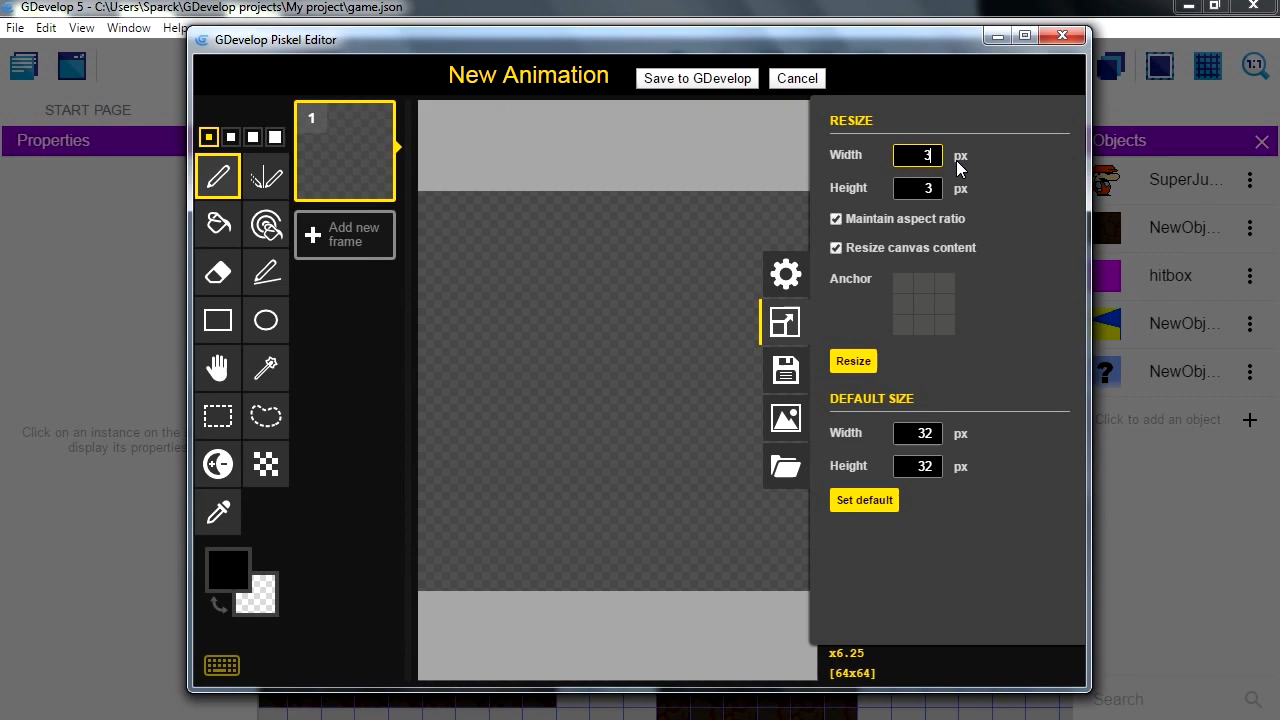 GDevelop 5 - C:\Users\Sparck\GDevelop projects\My project\game.json
File Edit View Window Help
GDevelop Piskel Editor
New Animation Save to GDevelop Cancel
START PAGE
Properties
Click on an instance on the
display its properties
1
Add new
frame
RESIZE
Width 3 px
Height 3 px
Maintain aspect ratio
Resize canvas content
Anchor
Resize
DEFAULT SIZE
Width 32 px
Height 32 px
Set default
x6.25
[64x64]
1:1
Objects
SuperJu...
NewObj...
hitbox
NewObj...
?
NewObj...
Click to add an object
Search